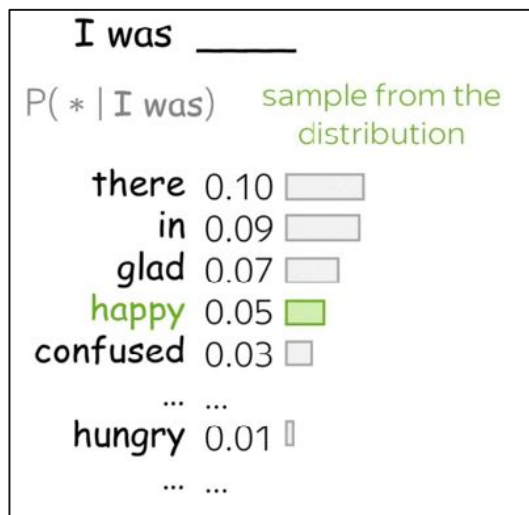 I was _____
P( * | I was)
sample from the
distribution
there 0.10
in 0.09
glad 0.07
happy 0.05
confused 0.03
... ...
hungry 0.01
... ...